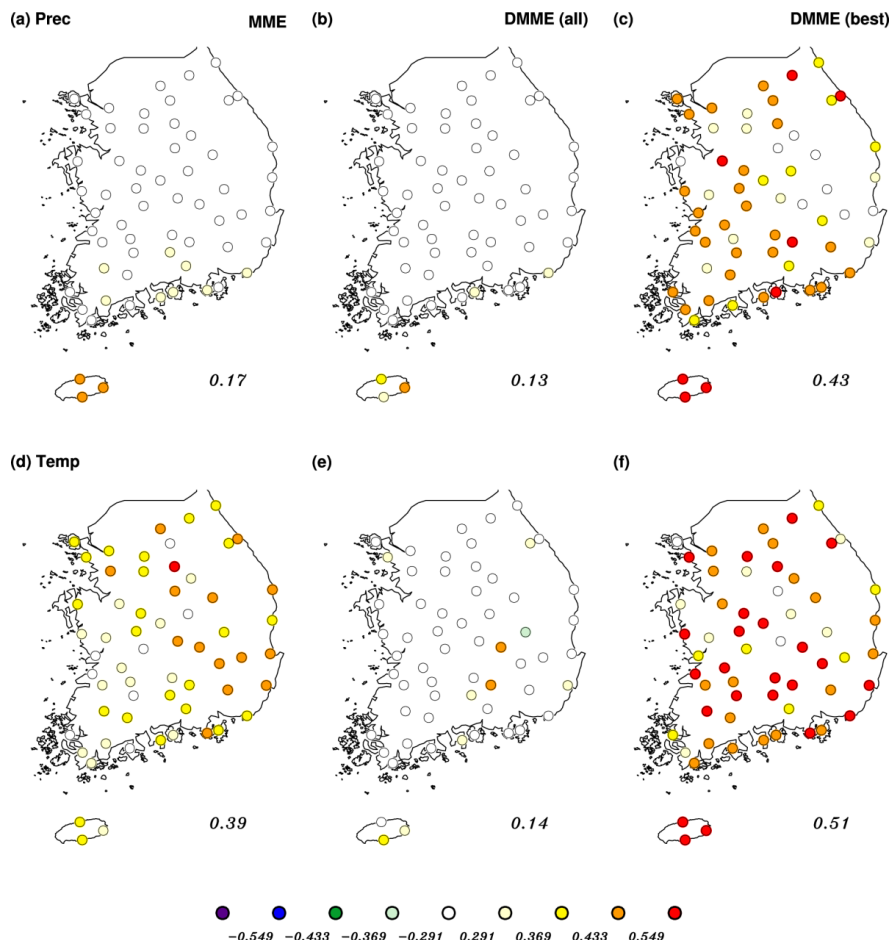 (a) Prec MME (b) DMME (all) (c) DMME (best)
0.17 0.13 0.43
(d) Temp (e) (f)
0.39 0.14 0.51
−0.549 −0.433 −0.369 −0.291 0.291 0.369 0.433 0.549